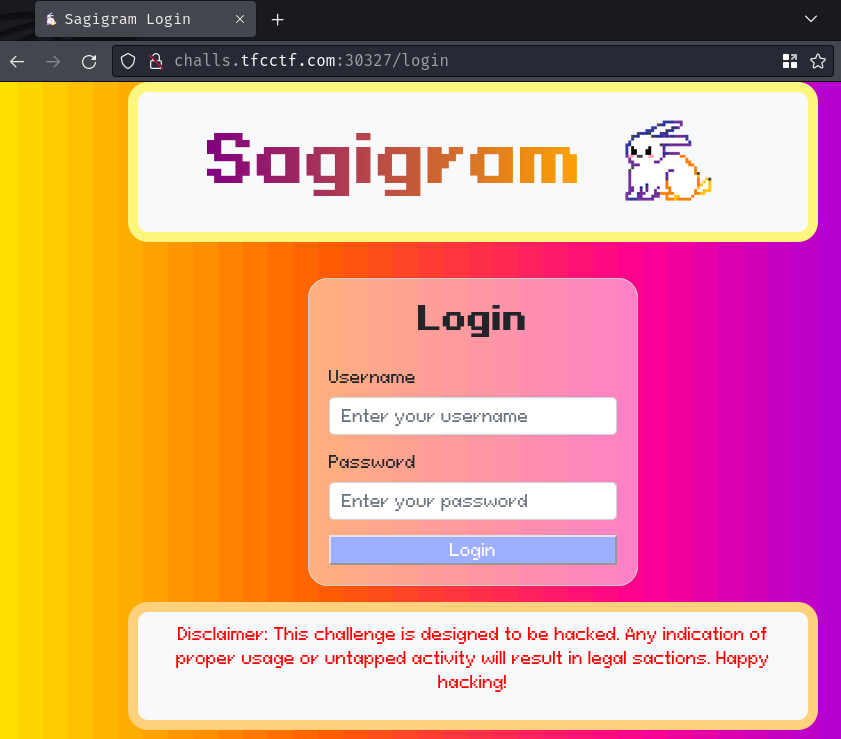 Sagigram Login
challs.tfcctf.com:30327/login
Sagigram
Login
Username
Enter your username
Password
Enter your password
Login
Disclaimer: This challenge is designed to be hacked. Any indication of
proper usage or untapped activity will result in legal sactions. Happy
hacking!